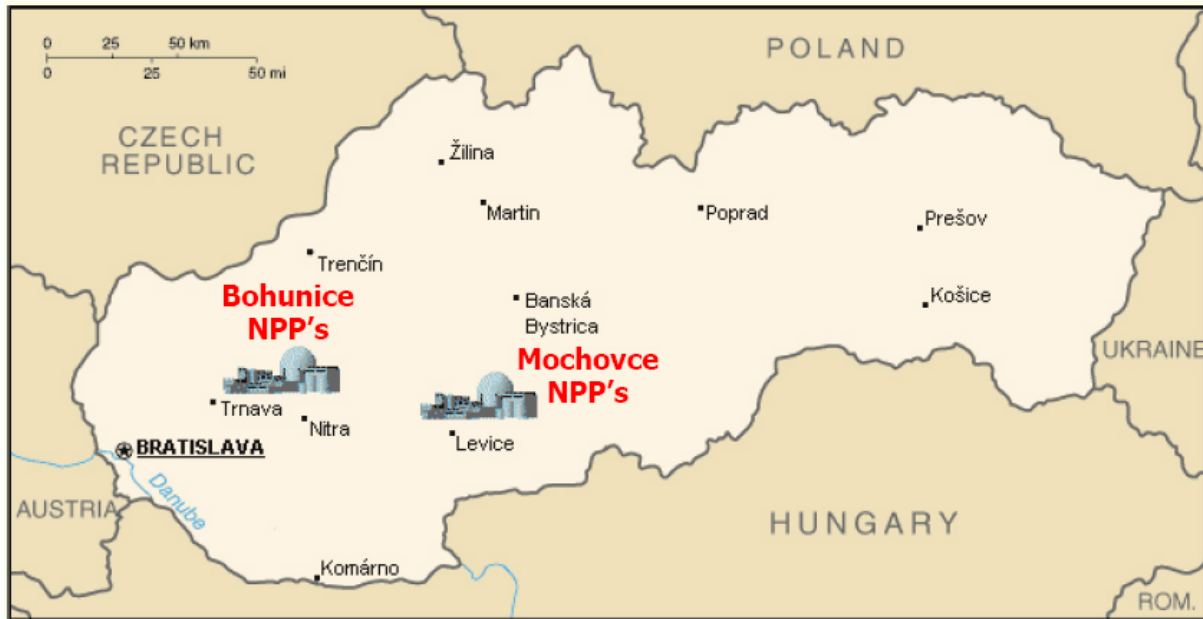 0 25 50 km
0 25 50 mi
POLAND
CZECH
REPUBLIC
Žilina
Martin
Poprad
Prešov
Trenčín
Bohunice
NPP's
Banská
Bystrica
Košice
Mochovce
NPP's
UKRAINE
Trnava
Nitra
Levice
BRATISLAVA
Danube
AUSTRIA
HUNGARY
Komárno
ROM.